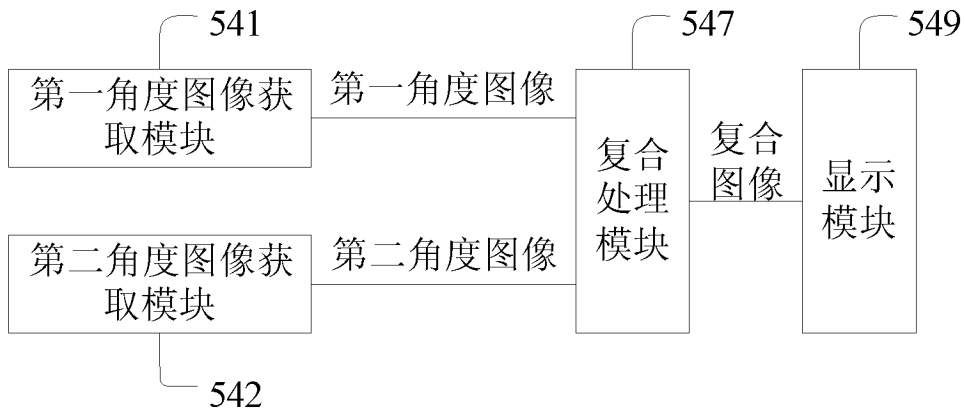 541
547
549
第一角度图像获
取模块
第一角度图像
复合
处理
模块
复合
图像
显示
模块
第二角度图像获
取模块
第二角度图像
542